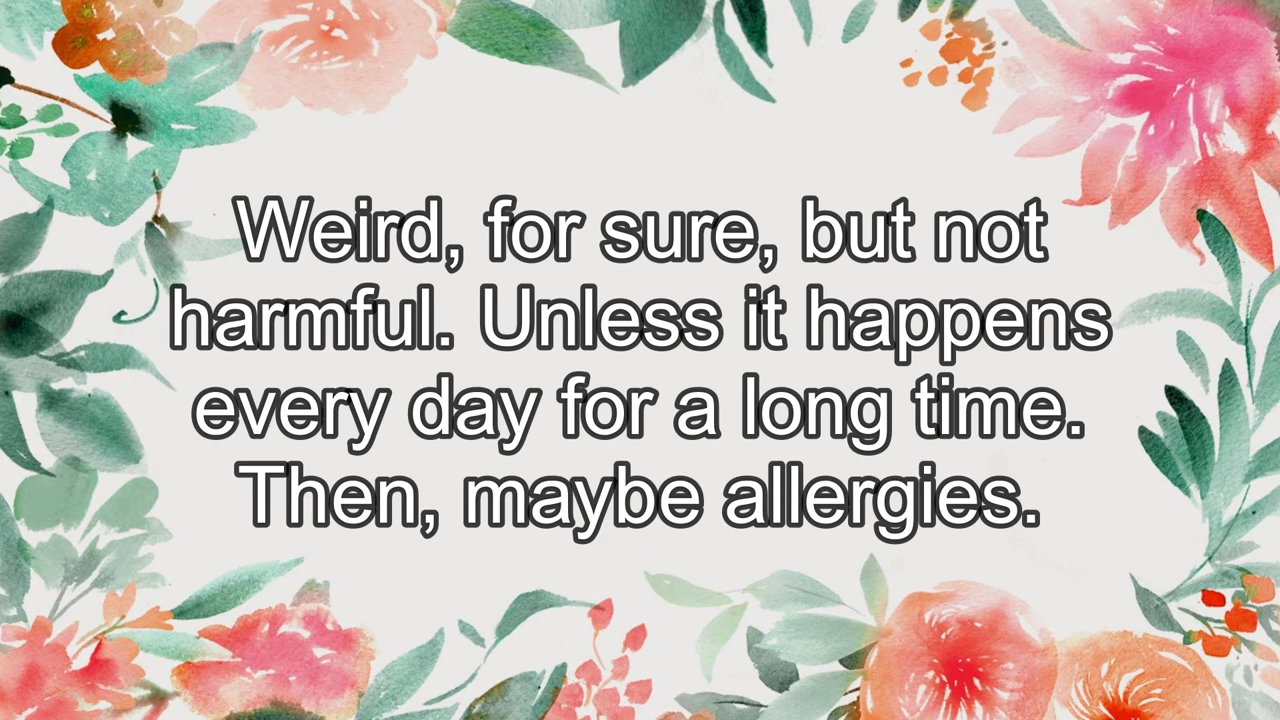 Weird, for sure, but not
harmful. Unless it happens
every day for a long time.
Then, maybe allergies.